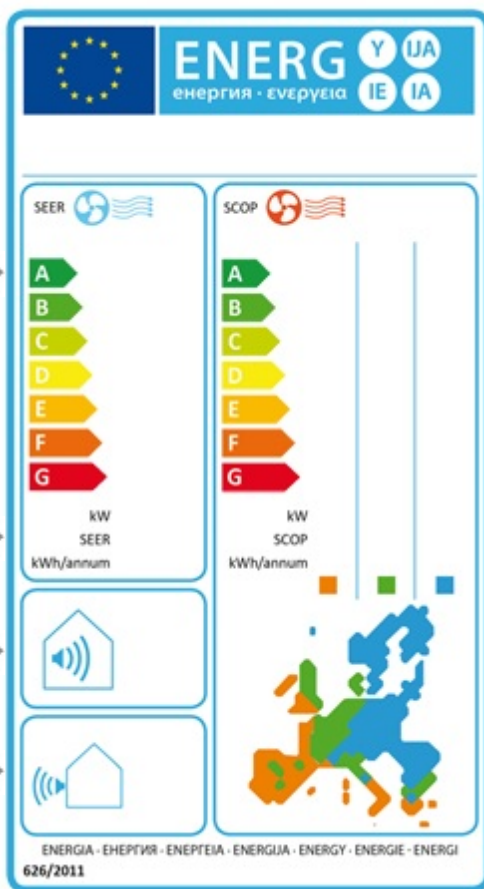 ENERG Y IJA
енергия · ενεργεια IE IA
SEER
A
B
C
D
E
F
G
kW
SEER
kWh/annum
SCOP
A
B
C
D
E
F
G
kW
SCOP
kWh/annum
ENERGIA · ЕНЕРГИЯ · ΕΝΕΡΓΕΙΑ · ENERGIJA · ENERGY · ENERGIE · ENERGI
626/2011